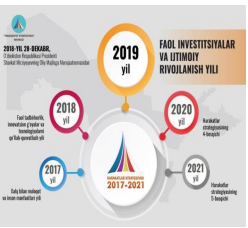 2018-YIL 28-DEKABR,
O'zbekiston Respublikasi Prezidenti
Shavkat Mirziyoyevning Oliy Majlisga Murojaatnomasidan
2019
yil
FAOL INVESTITSIYALAR
VA IJTIMOIY
RIVOJLANISH YILI
2018
yil
Faol tadbirkorlik,
innovatsion g'oyalar va
texnologiyalarni
qo'llab-quvvatlash yili
2020
yil
Harakatlar
strategiyasining
4-bosqichi
2017
yil
Xalq bilan muloqot
va inson manfaatlari yili
HARAKATLAR STRATEGIYASI
2017-2021
2021
yil
Harakatlar
strategiyasining
5-bosqichi